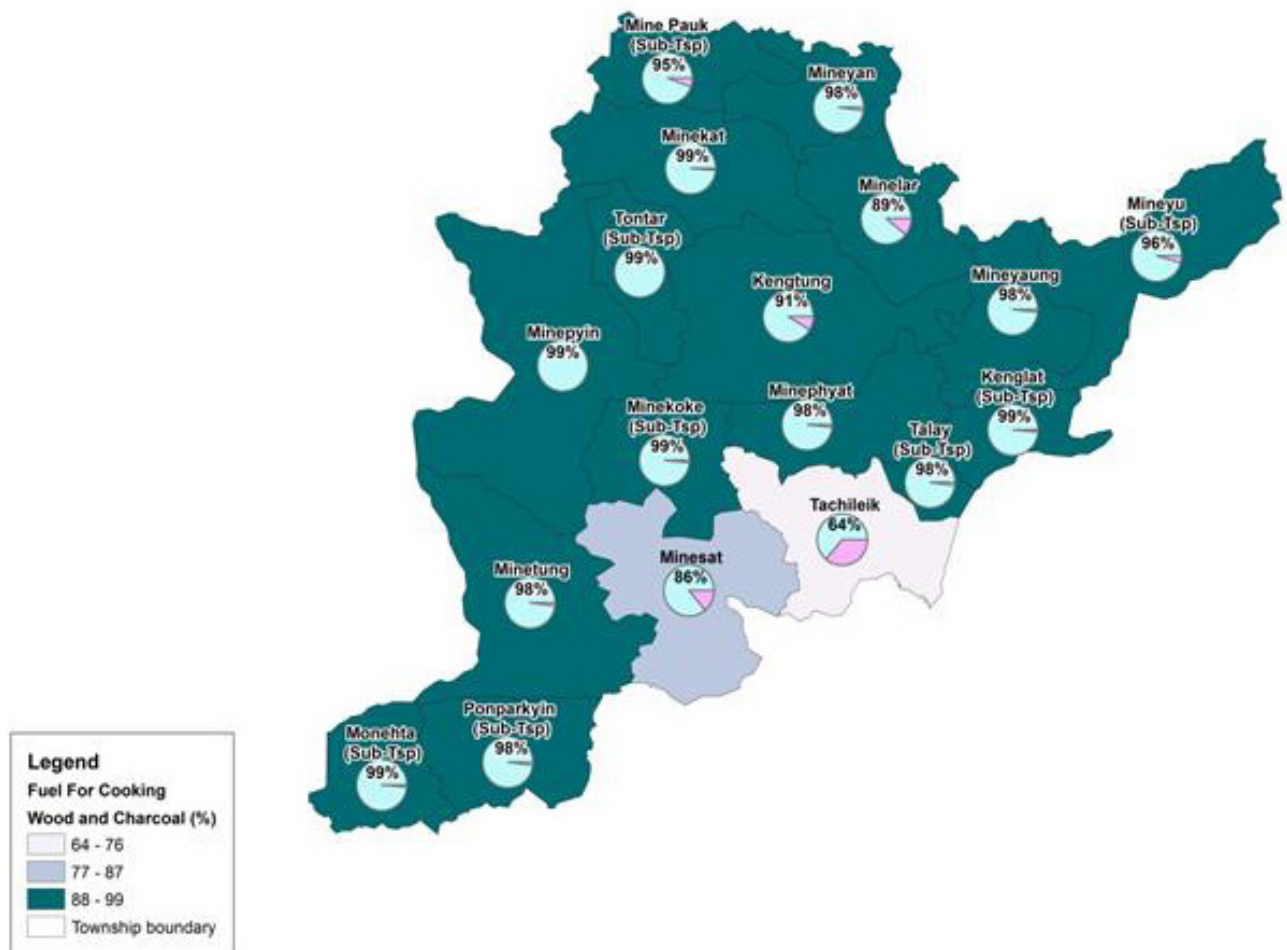 Mine Pauk
(Sub-Tsp)
95%
Mineyan
98%
Minekat
99%
Minelar
89%
Mineyu
(Sub-Tsp)
96%
Tontar
(Sub-Tsp)
99%
Kengtung
91%
Mineyaung
98%
Minepyin
99%
Minephyat
98%
Kenglat
(Sub-Tsp)
99%
Minekoke
(Sub-Tsp)
99%
Talay
(Sub-Tsp)
98%
Tachileik
64%
Minesat
86%
Minetung
98%
Ponparkyin
(Sub-Tsp)
98%
Monehta
(Sub-Tsp)
99%
Legend
Fuel For Cooking
Wood and Charcoal (%)
64 - 76
77 - 87
88 - 99
Township boundary